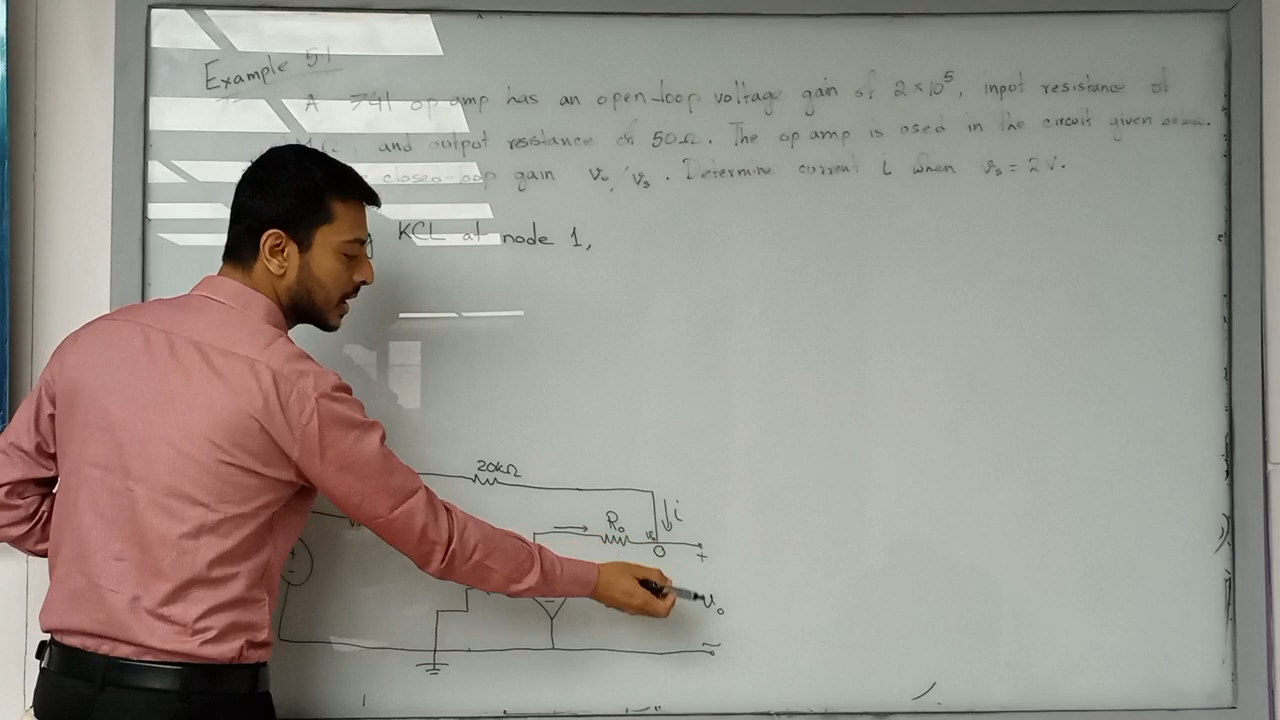 Example 5.1
A 741 op amp has an open-loop voltage gain of 2×10⁵, input resistance of
and output resistance of 50Ω. The op amp is used in the circuit given below.
closed-loop gain v₀/vₛ. Determine current i when vₛ = 2V.
KCL at node 1,
20kΩ
i
R₀
v₀
O
+
+
-
-
v₀
-